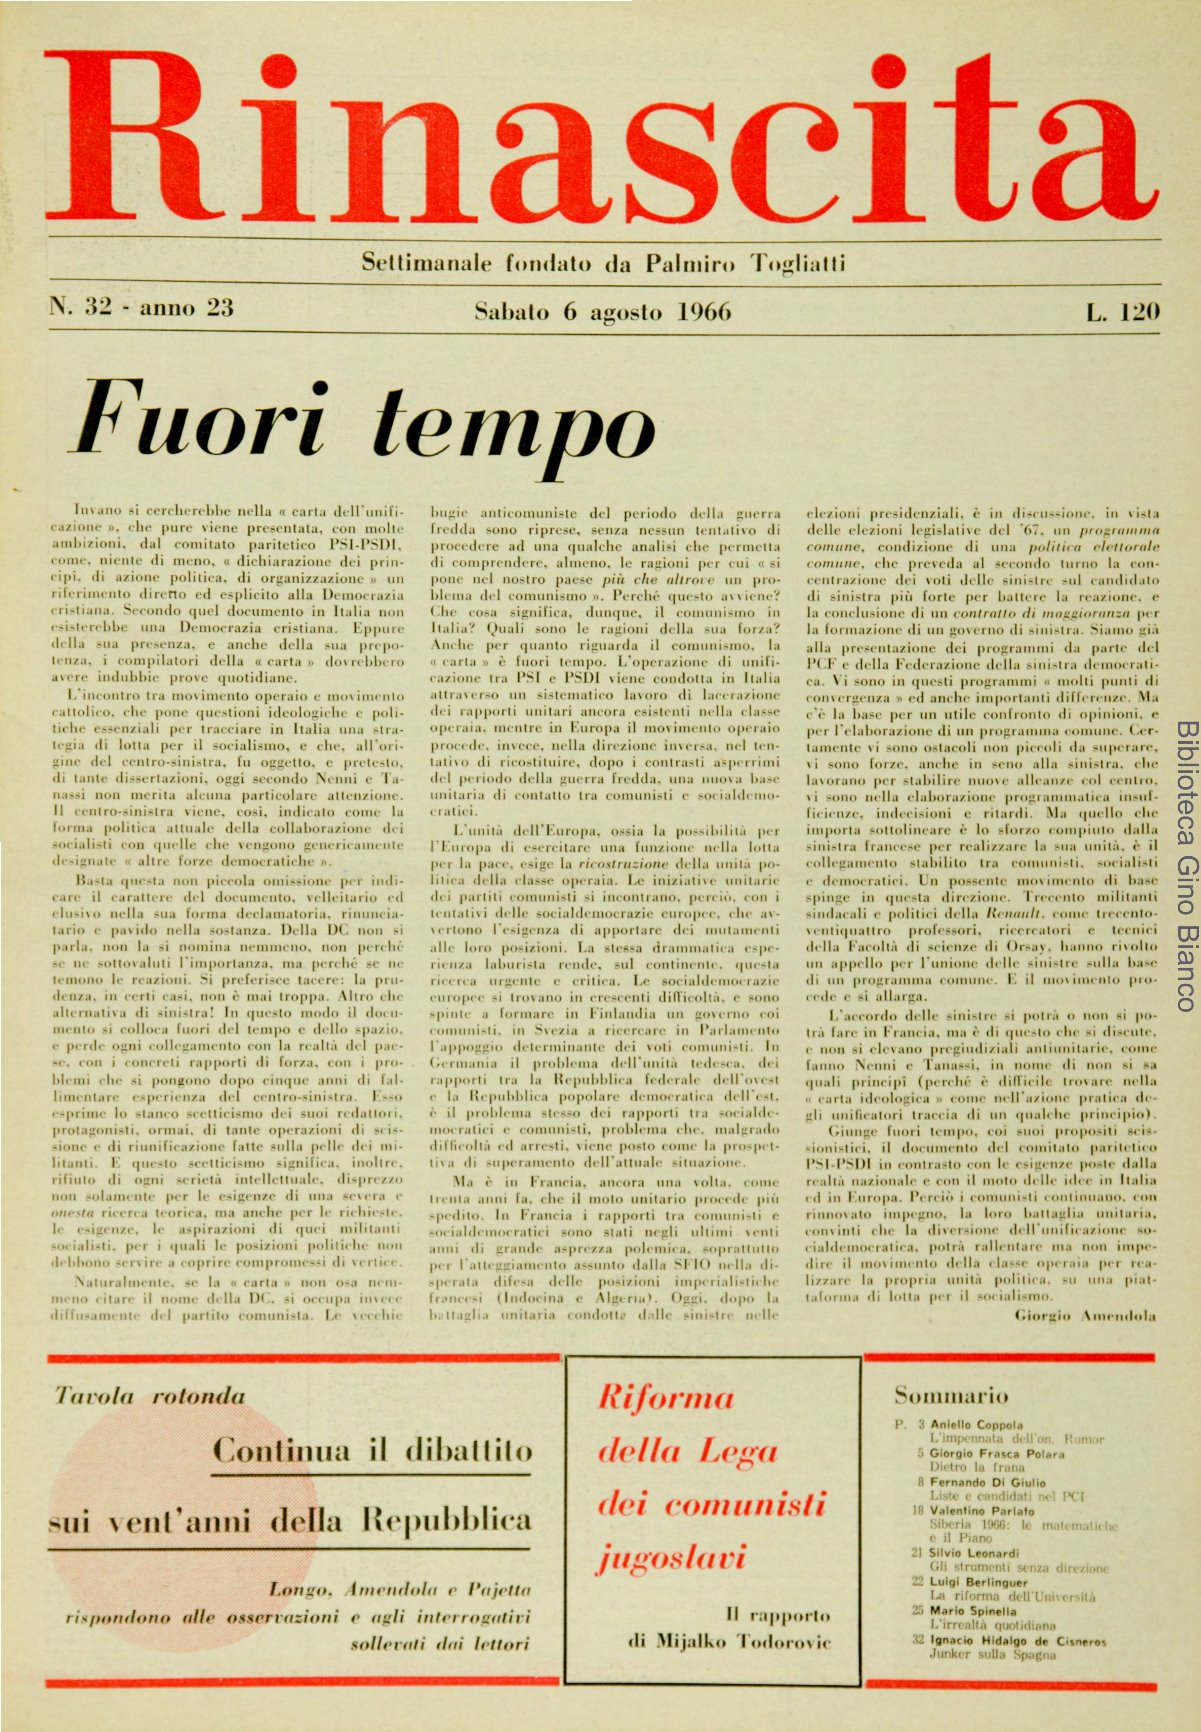 Rinascita
Settimanale fondato da Palmiro Togliatti
N. 32 - anno 23
Sabato 6 agosto 1966
L. 120
Fuori tempo
Invano si cercherebbe nella « carta dell'unifi-
cazione », che pure viene presentata, con molte
ambizioni, dal comitato paritetico PSI-PSDI,
come, niente di meno, « dichiarazione dei prin-
cipi, di azione politica, di organizzazione » un
riferimento diretto ed esplicito alla Democrazia
cristiana. Secondo quel documento in Italia non
esisterebbe una Democrazia cristiana. Eppure
della sua presenza, e anche della sua prepo-
tenza, i compilatori della « carta » dovrebbero
avere indubbie prove quotidiane.
L'incontro tra movimento operaio e movimento
cattolico, che pone questioni ideologiche e poli-
tiche essenziali per tracciare in Italia una stra-
tegia di lotta per il socialismo, e che, all'ori-
gine del centro-sinistra, fu oggetto, e pretesto,
di tante dissertazioni, oggi secondo Nenni e Ta-
nassi non merita alcuna particolare attenzione.
Il centro-sinistra viene, così, indicato come la
forma politica attuale della collaborazione dei
socialisti con quelle che vengono genericamente
designate « altre forze democratiche ».
Basta questa non piccola omissione per indi-
care il carattere del documento, velleitario ed
elusivo nella sua forma declamatoria, rinuncia-
tario e pavido nella sostanza. Della DC non si
parla, non la si nomina nemmeno, non perché
se ne sottovaluti l'importanza, ma perché se ne
temono le reazioni. Si preferisce tacere: la pru-
denza, in certi casi, non è mai troppa. Altro che
alternativa di sinistra! In questo modo il docu-
mento si colloca fuori del tempo e dello spazio,
e perde ogni collegamento con la realtà del pae-
se, con i concreti rapporti di forza, con i pro-
blemi che si pongono dopo cinque anni di fal-
limentare esperienza del centro-sinistra. Esso
esprime lo stanco scetticismo dei suoi redattori,
protagonisti, ormai, di tante operazioni di scis-
sione e di riunificazione fatte sulla pelle dei mi-
litanti. E questo scetticismo significa, inoltre,
rifiuto di ogni serietà intellettuale, disprezzo
non solamente per le esigenze di una severa e
onesta ricerca teorica, ma anche per le richieste,
le esigenze, le aspirazioni di quei militanti
socialisti, per i quali le posizioni politiche non
debbono servire a coprire compromessi di vertice.
Naturalmente, se la « carta » non osa nem-
meno citare il nome della DC, si occupa invece
diffusamente del partito comunista. Le vecchie
bugie anticomuniste del periodo della guerra
fredda sono riprese, senza nessun tentativo di
procedere ad una qualche analisi che permetta
di comprendere, almeno, le ragioni per cui « si
pone nel nostro paese più che altrove un pro-
blema del comunismo ». Perché questo avviene?
Che cosa significa, dunque, il comunismo in
Italia? Quali sono le ragioni della sua forza?
Anche per quanto riguarda il comunismo, la
« carta » è fuori tempo. L'operazione di unifi-
cazione tra PSI e PSDI viene condotta in Italia
attraverso un sistematico lavoro di lacerazione
dei rapporti unitari ancora esistenti nella classe
operaia, mentre in Europa il movimento operaio
procede, invece, nella direzione inversa, nel ten-
tativo di ricostituire, dopo i contrasti asperrimi
del periodo della guerra fredda, una nuova base
unitaria di contatto tra comunisti e socialdemo-
cratici.
L'unità dell'Europa, ossia la possibilità per
l'Europa di esercitare una funzione nella lotta
per la pace, esige la ricostruzione della unità po-
litica della classe operaia. Le iniziative unitarie
dei partiti comunisti si incontrano, perciò, con i
tentativi delle socialdemocrazie europee, che av-
vertono l'esigenza di apportare dei mutamenti
alle loro posizioni. La stessa drammatica espe-
rienza laburista rende, sul continente, questa
ricerca urgente e critica. Le socialdemocrazie
europee si trovano in crescenti difficoltà, e sono
spinte a formare in Finlandia un governo coi
comunisti, in Svezia a ricercare in Parlamento
l'appoggio determinante dei voti comunisti. In
Germania il problema dell'unità tedesca, dei
rapporti tra la Repubblica federale dell'ovest
e la Repubblica popolare democratica dell'est,
è il problema stesso dei rapporti tra socialde-
mocratici e comunisti, problema che, malgrado
difficoltà ed arresti, viene posto come la prospet-
tiva di superamento dell'attuale situazione.
Ma è in Francia, ancora una volta, come
trenta anni fa, che il moto unitario procede più
spedito. In Francia i rapporti tra comunisti e
socialdemocratici sono stati negli ultimi venti
anni di grande asprezza polemica, soprattutto
per l'atteggiamento assunto dalla SFIO nella di-
sperata difesa delle posizioni imperialistiche
francesi (Indocina e Algeria). Oggi, dopo la
battaglia unitaria condotta dalle sinistre nelle
elezioni presidenziali, è in discussione, in vista
delle elezioni legislative del '67, un programma
comune, condizione di una politica elettorale
comune, che preveda al secondo turno la con-
centrazione dei voti delle sinistre sul candidato
di sinistra più forte per battere la reazione, e
la conclusione di un contratto di maggioranza per
la formazione di un governo di sinistra. Siamo già
alla presentazione dei programmi da parte del
PCF e della Federazione della sinistra democrati-
ca. Vi sono in questi programmi « molti punti di
convergenza » ed anche importanti differenze. Ma
c'è la base per un utile confronto di opinioni, e
per l'elaborazione di un programma comune. Cer-
tamente vi sono ostacoli non piccoli da superare,
vi sono forze, anche in seno alla sinistra, che
lavorano per stabilire nuove alleanze col centro,
vi sono nella elaborazione programmatica insuf-
ficienze, indecisioni e ritardi. Ma quello che
importa sottolineare è lo sforzo compiuto dalla
sinistra francese per realizzare la sua unità, è il
collegamento stabilito tra comunisti, socialisti
e democratici. Un possente movimento di base
spinge in questa direzione. Trecento militanti
sindacali e politici della Renault, come trecento-
ventiquattro professori, ricercatori e tecnici
della Facoltà di scienze di Orsay, hanno rivolto
un appello per l'unione delle sinistre sulla base
di un programma comune. E il movimento pro-
cede e si allarga.
L'accordo delle sinistre si potrà o non si po-
trà fare in Francia, ma è di questo che si discute,
e non si elevano pregiudiziali antiunitarie, come
fanno Nenni e Tanassi, in nome di non si sa
quali principî (perché è difficile trovare nella
« carta ideologica » come nell'azione pratica de-
gli unificatori traccia di un qualche principio).
Giunge fuori tempo, coi suoi propositi scis-
sionistici, il documento del comitato paritetico
PSI-PSDI in contrasto con le esigenze poste dalla
realtà nazionale e con il moto delle idee in Italia
ed in Europa. Perciò i comunisti continuano, con
rinnovato impegno, la loro battaglia unitaria,
convinti che la diversione dell'unificazione so-
cialdemocratica, potrà rallentare ma non impe-
dire il movimento della classe operaia per rea-
lizzare la propria unità politica, su una piat-
taforma di lotta per il socialismo.
Giorgio Amendola
Tavola rotonda
Continua il dibattito
sui vent'anni della Repubblica
Longo, Amendola e Pajetta
rispondono alle osservazioni e agli interrogativi
sollevati dai lettori
Riforma
della Lega
dei comunisti
jugoslavi
Il rapporto
di Mijalko Todorovic
Sommario
P. 3 Aniello Coppola
L'impennata dell'on. Rumor
5 Giorgio Frasca Polara
Dietro la frana
8 Fernando Di Giulio
Liste e candidati nel PCI
18 Valentino Parlato
Siberia 1966: le matematiche
e il Piano
21 Silvio Leonardi
Gli strumenti senza direzione
22 Luigi Berlinguer
La riforma dell'Università
25 Mario Spinella
L'irrealtà quotidiana
32 Ignacio Hidalgo de Cisneros
Junker sulla Spagna
Biblioteca Gino Bianco